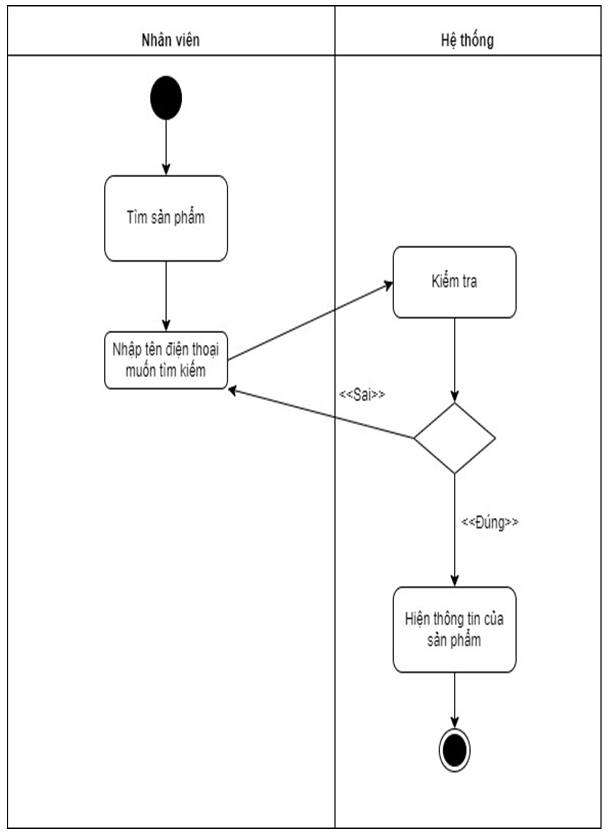 Nhân viên
Hệ thống
Tìm sản phẩm
Kiểm tra
Nhập tên điện thoại
muốn tìm kiếm
<<Sai>>
<<Đúng>>
Hiện thông tin của
sản phẩm